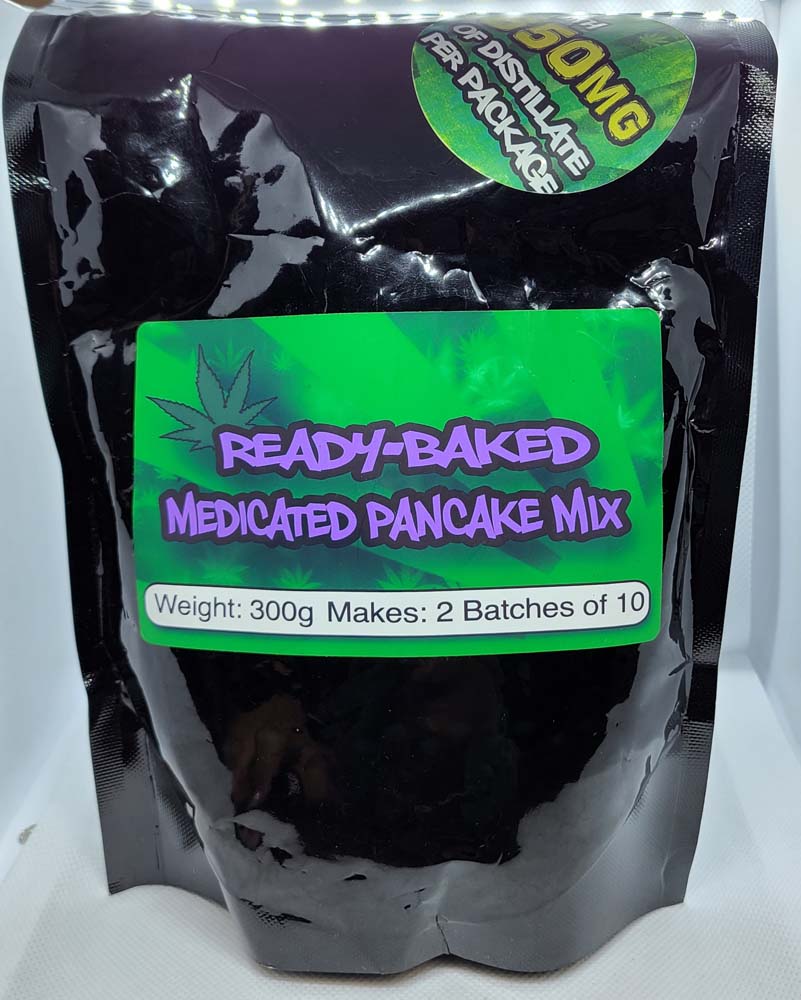 OF DISTILLATE
PER PACKAGE
READY-BAKED
MEDICATED PANCAKE MIX
Weight: 300g Makes: 2 Batches of 10